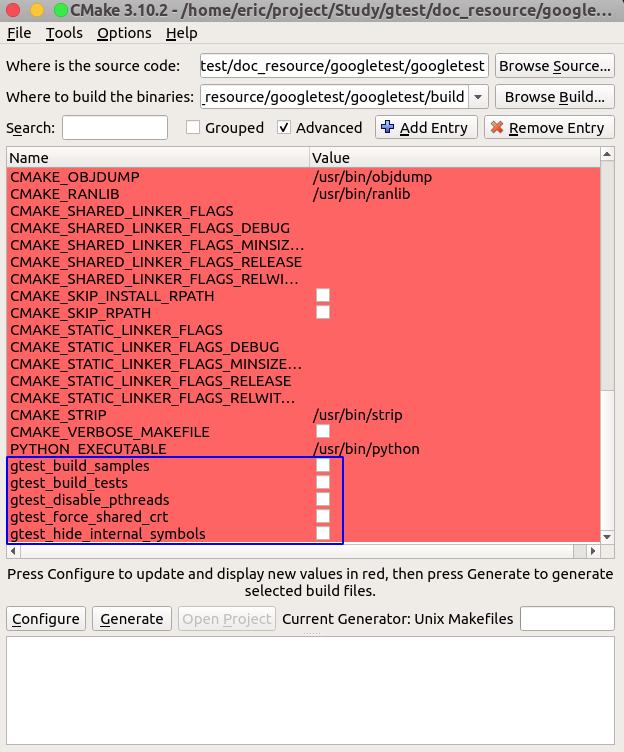 CMake 3.10.2 - /home/eric/project/Study/gtest/doc_resource/google...
File Tools Options Help
Where is the source code: test/doc_resource/googletest/googletest Browse Source...
Where to build the binaries: _resource/googletest/googletest/build Browse Build...
Search: Grouped Advanced Add Entry Remove Entry
Name Value
CMAKE_OBJDUMP /usr/bin/objdump
CMAKE_RANLIB /usr/bin/ranlib
CMAKE_SHARED_LINKER_FLAGS
CMAKE_SHARED_LINKER_FLAGS_DEBUG
CMAKE_SHARED_LINKER_FLAGS_MINSIZ...
CMAKE_SHARED_LINKER_FLAGS_RELEASE
CMAKE_SHARED_LINKER_FLAGS_RELWI...
CMAKE_SKIP_INSTALL_RPATH
CMAKE_SKIP_RPATH
CMAKE_STATIC_LINKER_FLAGS
CMAKE_STATIC_LINKER_FLAGS_DEBUG
CMAKE_STATIC_LINKER_FLAGS_MINSIZE...
CMAKE_STATIC_LINKER_FLAGS_RELEASE
CMAKE_STATIC_LINKER_FLAGS_RELWIT...
CMAKE_STRIP /usr/bin/strip
CMAKE_VERBOSE_MAKEFILE
PYTHON_EXECUTABLE /usr/bin/python
gtest_build_samples
gtest_build_tests
gtest_disable_pthreads
gtest_force_shared_crt
gtest_hide_internal_symbols
Press Configure to update and display new values in red, then press Generate to generate
selected build files.
Configure Generate Open Project Current Generator: Unix Makefiles